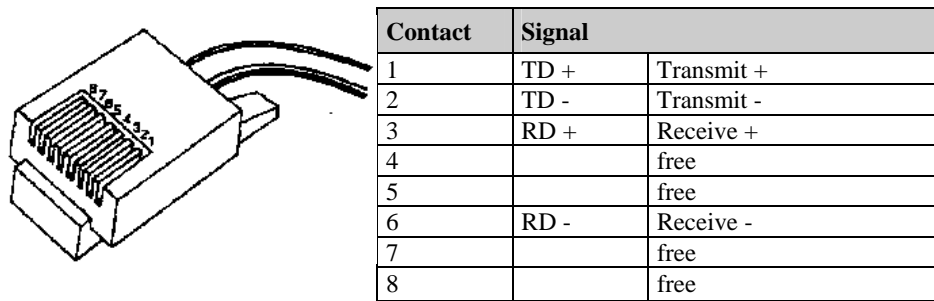 87654321
Contact Signal
1 TD + Transmit +
2 TD - Transmit -
3 RD + Receive +
4 free
5 free
6 RD - Receive -
7 free
8 free